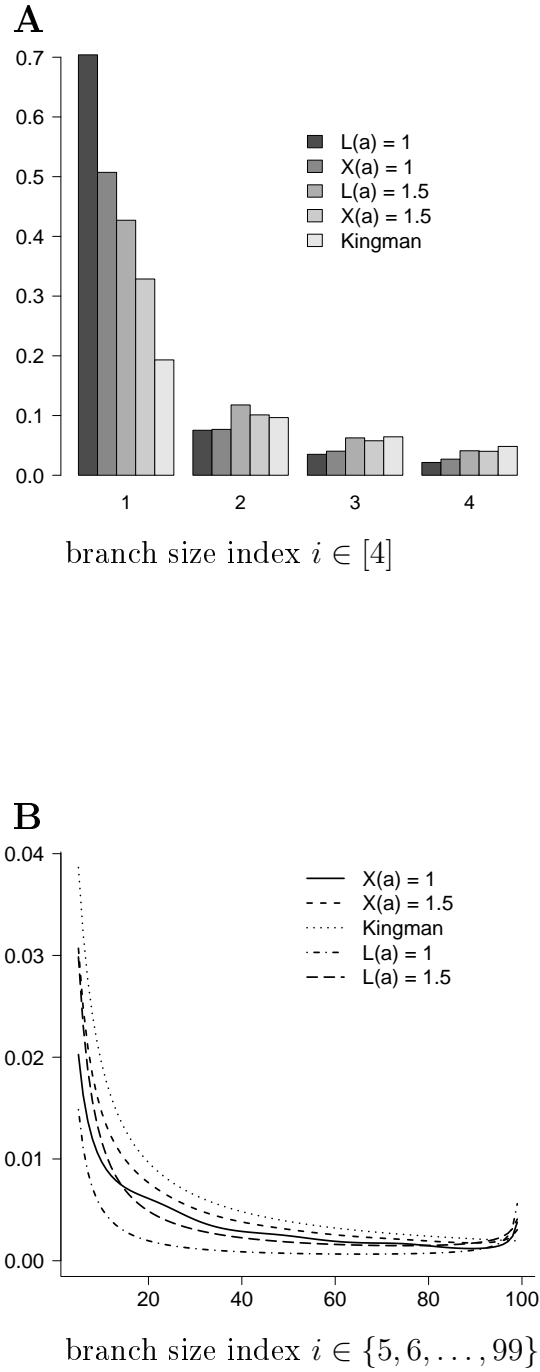 A
0.7
0.6
0.5
0.4
0.3
0.2
0.1
0.0
L(a) = 1
X(a) = 1
L(a) = 1.5
X(a) = 1.5
Kingman
1 2 3 4
branch size index i ∈ [4]
B
0.04
0.03
0.02
0.01
0.00
X(a) = 1
X(a) = 1.5
Kingman
L(a) = 1
L(a) = 1.5
20 40 60 80 100
branch size index i ∈ {5, 6, . . . , 99}